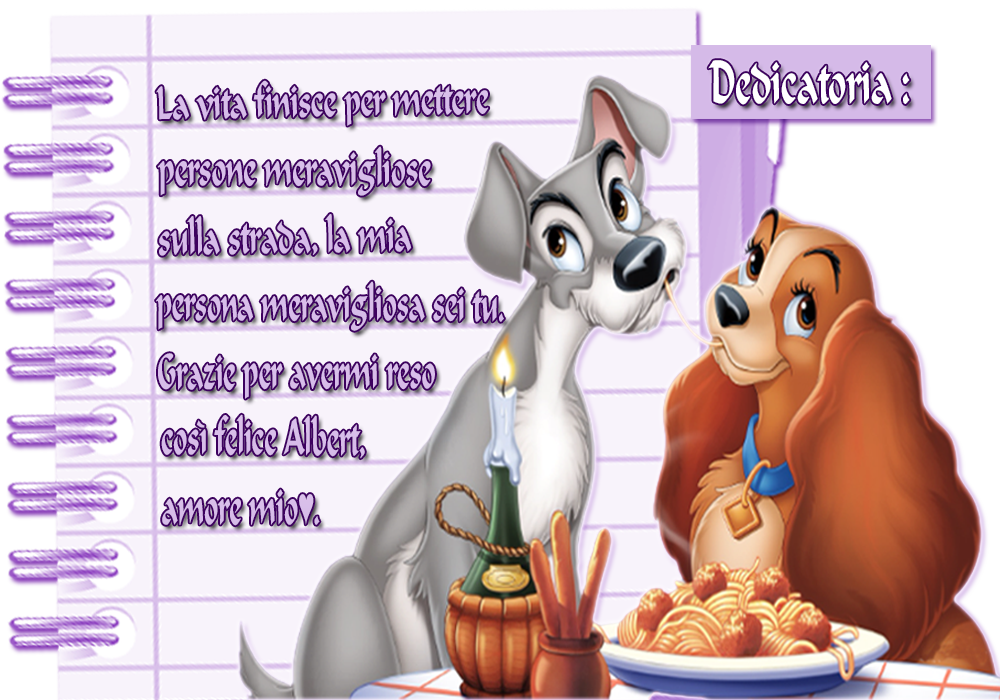 Dedicatoria :
La vita finisce per mettere
persone meravigliose
sulla strada, la mia
persona meravigliosa sei tu.
Grazie per avermi reso
così felice Albert,
amore mio♥.